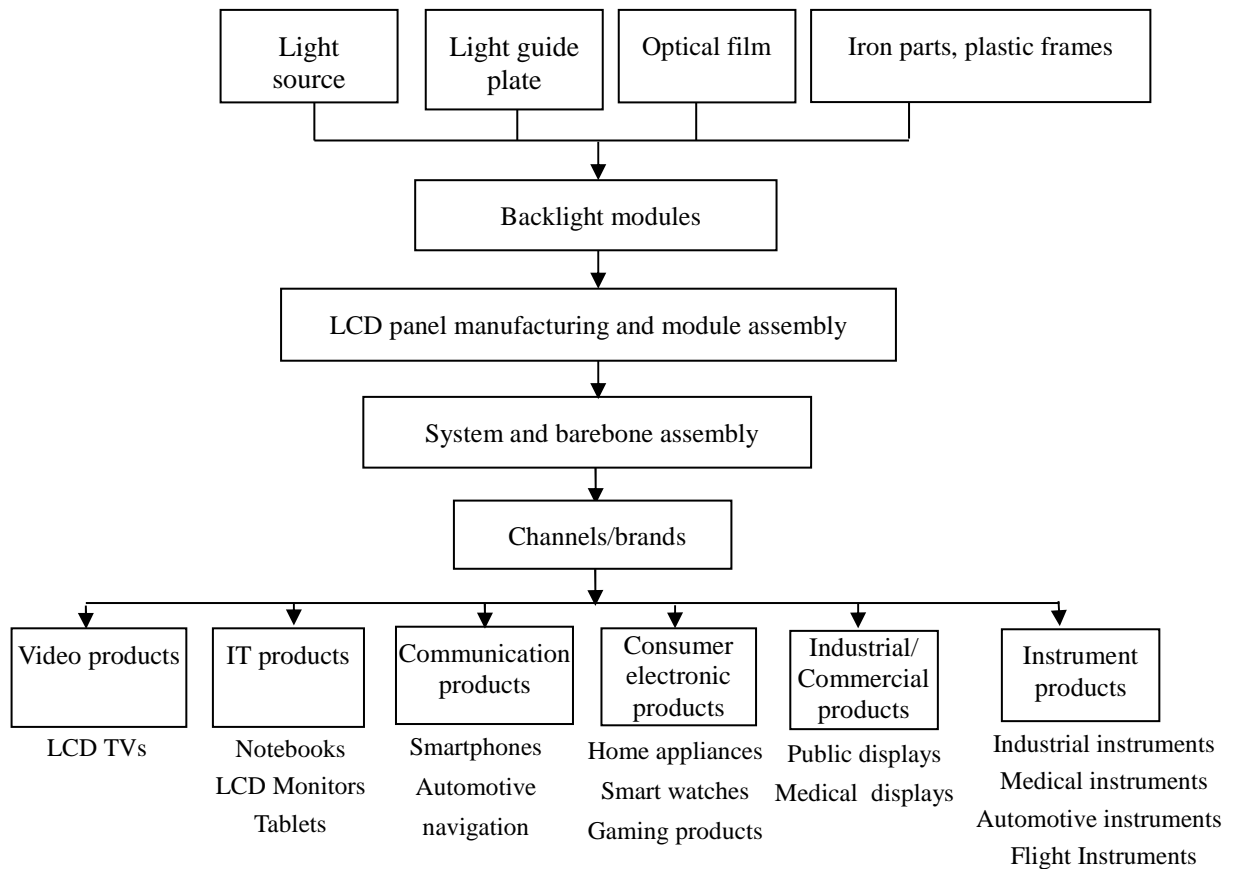 Light
source
Light guide
plate
Optical film
Iron parts, plastic frames
Backlight modules
LCD panel manufacturing and module assembly
System and barebone assembly
Channels/brands
Video products
LCD TVs
IT products
Notebooks
LCD Monitors
Tablets
Communication
products
Smartphones
Automotive
navigation
Consumer
electronic
products
Home appliances
Smart watches
Gaming products
Industrial/
Commercial
products
Public displays
Medical displays
Instrument
products
Industrial instruments
Medical instruments
Automotive instruments
Flight Instruments